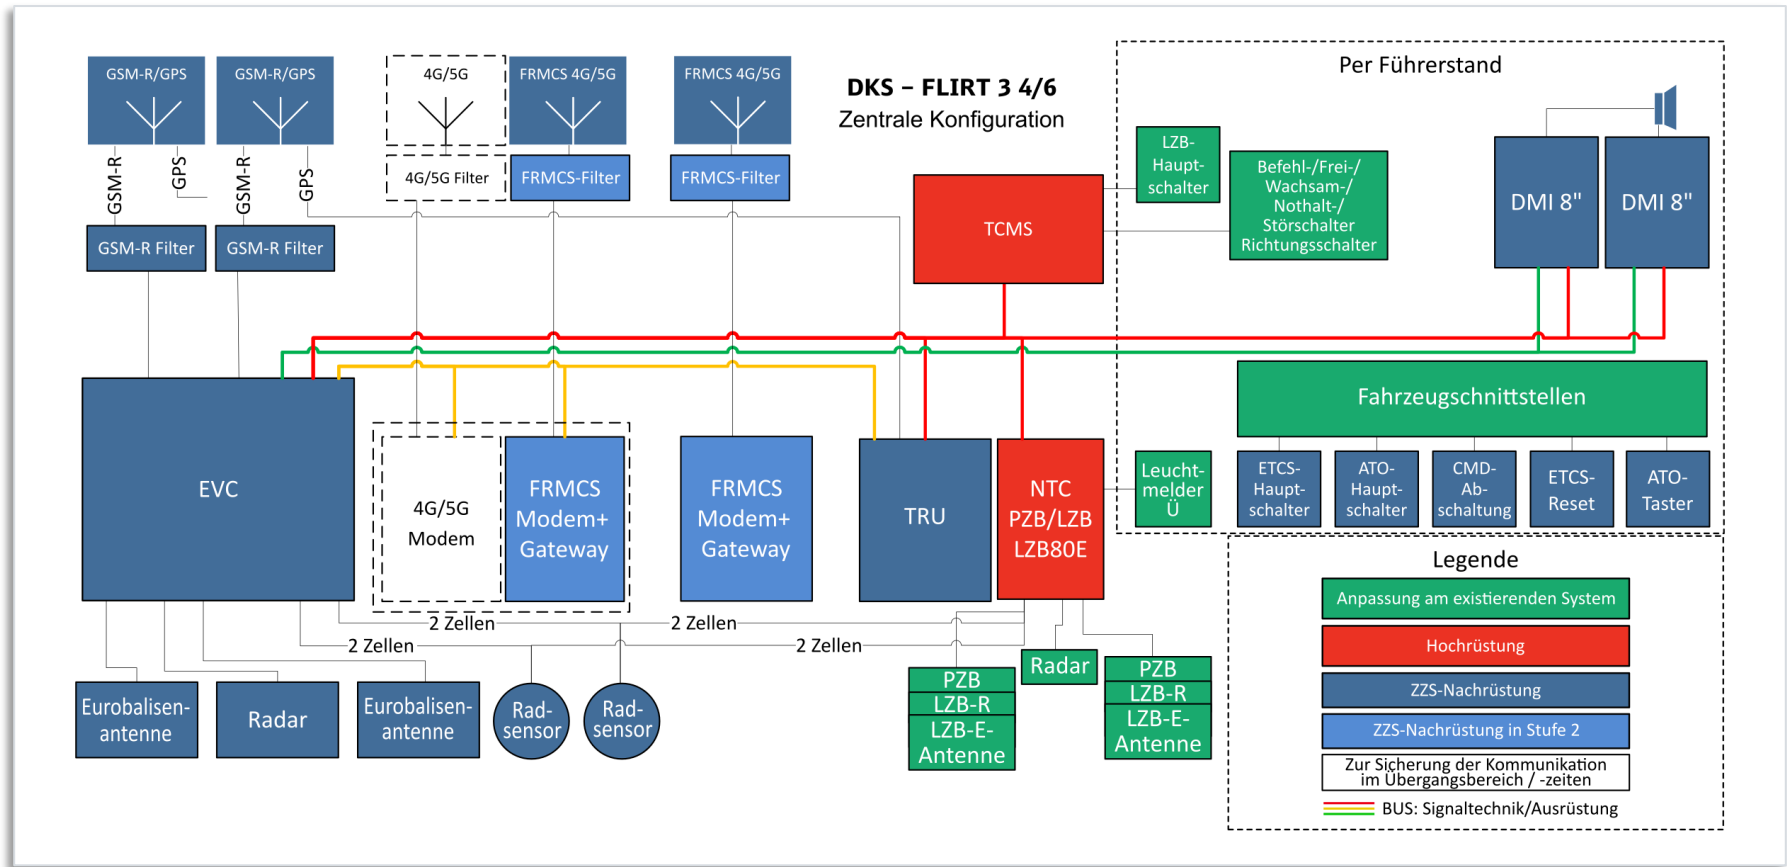 GSM-R/GPS
GSM-R/GPS
4G/5G
FRMCS 4G/5G
FRMCS 4G/5G
DKS – FLIRT 3 4/6
Zentrale Konfiguration
Per Führerstand
GSM-R
GPS
GSM-R
GPS
4G/5G Filter
FRMCS-Filter
FRMCS-Filter
GSM-R Filter
GSM-R Filter
TCMS
LZB-
Haupt-
schalter
Befehl-/Frei-/
Wachsam-/
Nothalt-/
Störschalter
Richtungsschalter
DMI 8"
DMI 8"
EVC
4G/5G
Modem
FRMCS
Modem+
Gateway
FRMCS
Modem+
Gateway
TRU
NTC
PZB/LZB
LZB80E
Leucht-
melder
Ü
Fahrzeugschnittstellen
ETCS-
Haupt-
schalter
ATO-
Haupt-
schalter
CMD-
Ab-
schaltung
ETCS-
Reset
ATO-
Taster
2 Zellen
2 Zellen
2 Zellen
2 Zellen
Eurobalisen-
antenne
Radar
Eurobalisen-
antenne
Rad-
sensor
Rad-
sensor
PZB
LZB-R
LZB-E-
Antenne
Radar
PZB
LZB-R
LZB-E-
Antenne
Legende
Anpassung am existierenden System
Hochrüstung
ZZS-Nachrüstung
ZZS-Nachrüstung in Stufe 2
Zur Sicherung der Kommunikation
im Übergangsbereich / -zeiten
BUS: Signaltechnik/Ausrüstung